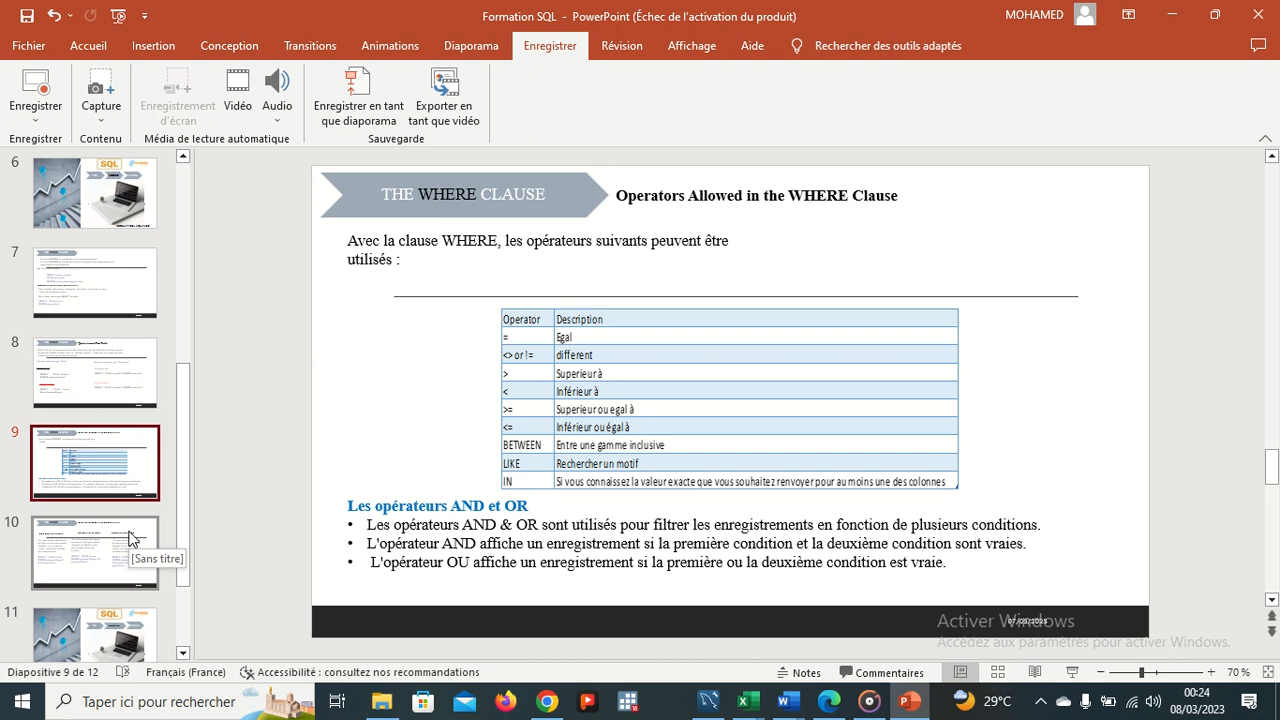 Formation SQL - PowerPoint (Échec de l'activation du produit)
MOHAMED
Fichier Accueil Insertion Conception Transitions Animations Diaporama Enregistrer Révision Affichage Aide Rechercher des outils adaptés
Enregistrer Capture Enregistrement d'écran Vidéo Audio Enregistrer en tant que diaporama Exporter en tant que vidéo
Enregistrer Contenu Média de lecture automatique Sauvegarde
6
SQL
7
8
9
10
[Sans titre]
11
SQL
THE WHERE CLAUSE
Operators Allowed in the WHERE Clause
Avec la clause WHERE, les opérateurs suivants peuvent être
utilisés :
Operator Description
= Egal
<> or != different
> Superieur à
< Inférieur à
>= Superieur ou egal à
<= Inférieur ou égal à
BETWEEN Entre une gamme inclusive
LIKE Rechercher un motif
IN Si vous connaissez la valeur exacte que vous souhaitez renvoyer pour au moins une des colonnes
Les opérateurs AND et OR
• Les opérateurs AND & OR sont utilisés pour filtrer les enregistrements en fonction de plusieurs conditions.
• L'opérateur AND affiche un enregistrement si la première condition et la deuxième condition sont vraies.
• L'opérateur OU affiche un enregistrement si la première ou la deuxième condition est vraie.
Activer Windows
Accédez aux paramètres pour activer Windows.
Diapositive 9 de 12 Français (France) Accessibilité : consultez nos recommandations Notes Commentaires 70 %
Taper ici pour rechercher
29°C
00:24
08/03/2023